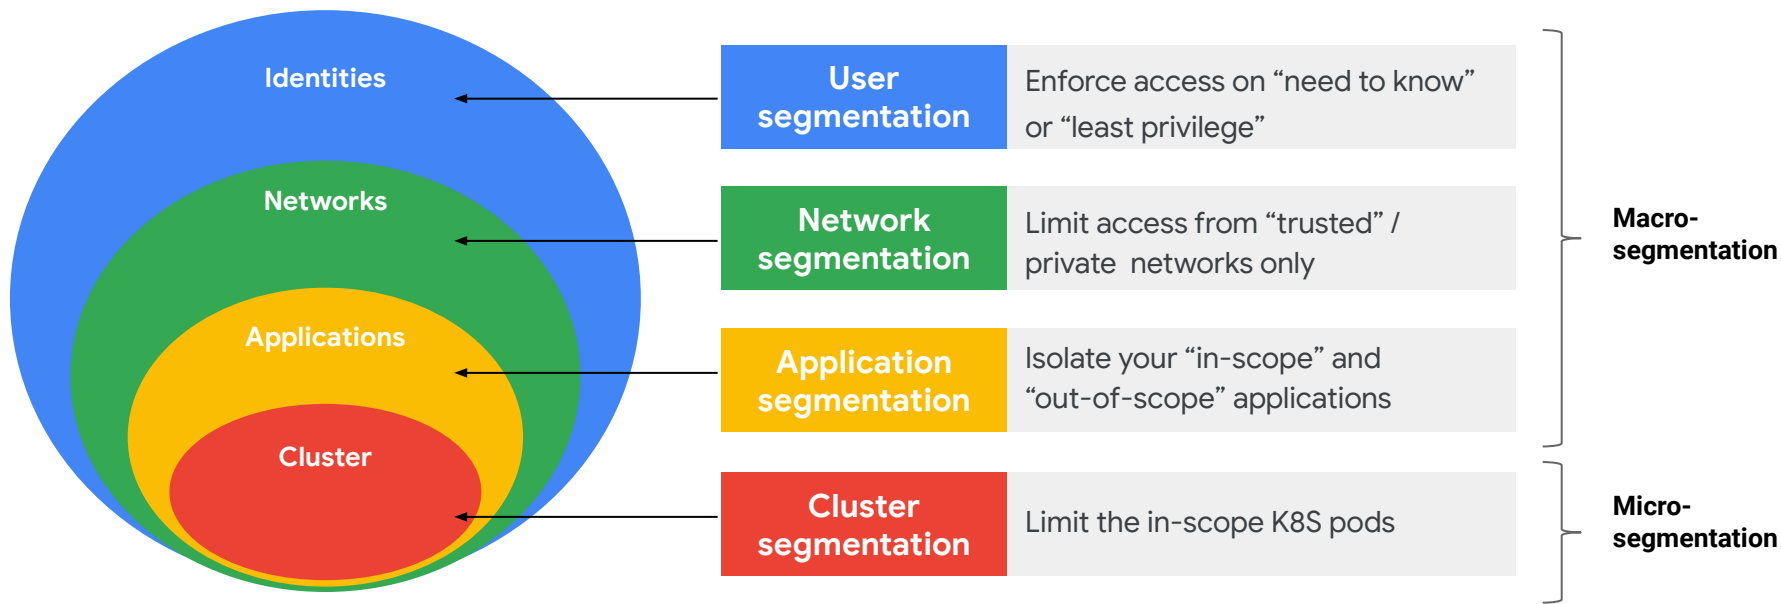 Identities
Networks
Applications
Cluster
User
segmentation
Enforce access on “need to know”
or “least privilege”
Network
segmentation
Limit access from “trusted” /
private networks only
Application
segmentation
Isolate your “in-scope” and
“out-of-scope” applications
Cluster
segmentation
Limit the in-scope K8S pods
Macro-
segmentation
Micro-
segmentation